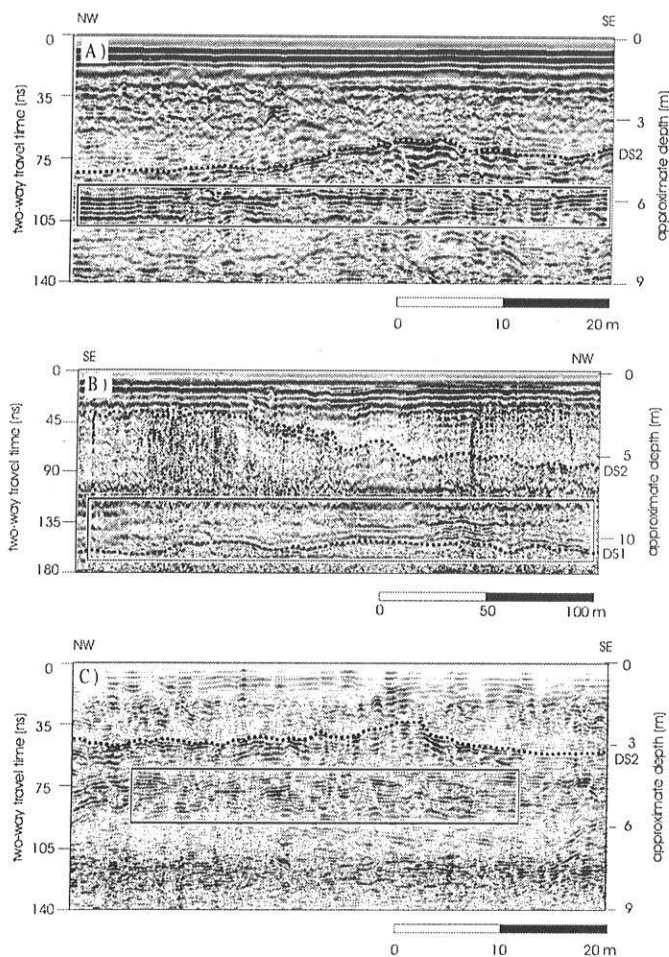 NW SE
A)
0
35
75
105
140
two-way travel time [ns]
0
3
DS2
6
9
approximate depth [m]
0 10 20 m
SE NW
B)
0
45
90
135
180
two-way travel time [ns]
0
5
DS2
10
DS1
approximate depth [m]
0 50 100 m
NW SE
C)
0
35
75
105
140
two-way travel time [ns]
0
3
DS2
6
9
approximate depth [m]
0 10 20 m